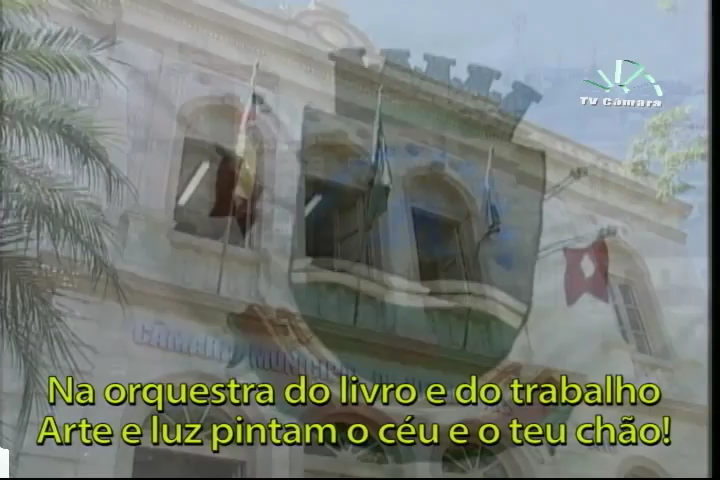 TV Câmara
CÂMARA MUNICIPAL
Na orquestra do livro e do trabalho
Arte e luz pintam o céu e o teu chão!